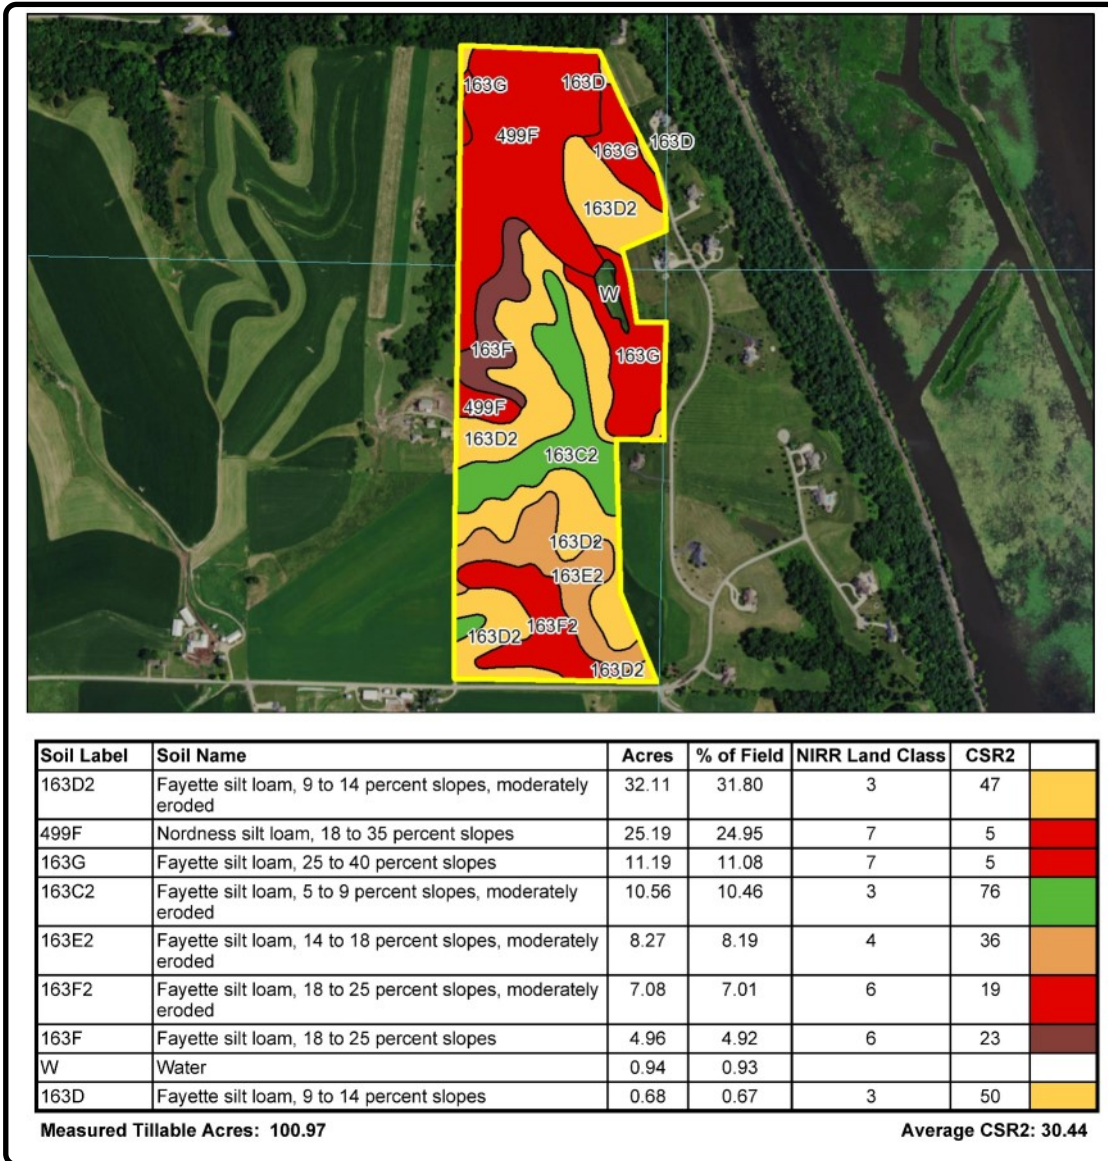 163G
163D
499F
163D
163G
163D2
W
163F
163G
499F
163D2
163C2
163D2
163E2
163F2
163D2
163D2
Soil Label Soil Name Acres % of Field NIRR Land Class CSR2
163D2 Fayette silt loam, 9 to 14 percent slopes, moderately 32.11 31.80 3 47
eroded
499F Nordness silt loam, 18 to 35 percent slopes 25.19 24.95 7 5
163G Fayette silt loam, 25 to 40 percent slopes 11.19 11.08 7 5
163C2 Fayette silt loam, 5 to 9 percent slopes, moderately 10.56 10.46 3 76
eroded
163E2 Fayette silt loam, 14 to 18 percent slopes, moderately 8.27 8.19 4 36
eroded
163F2 Fayette silt loam, 18 to 25 percent slopes, moderately 7.08 7.01 6 19
eroded
163F Fayette silt loam, 18 to 25 percent slopes 4.96 4.92 6 23
W Water 0.94 0.93
163D Fayette silt loam, 9 to 14 percent slopes 0.68 0.67 3 50
Measured Tillable Acres: 100.97 Average CSR2: 30.44